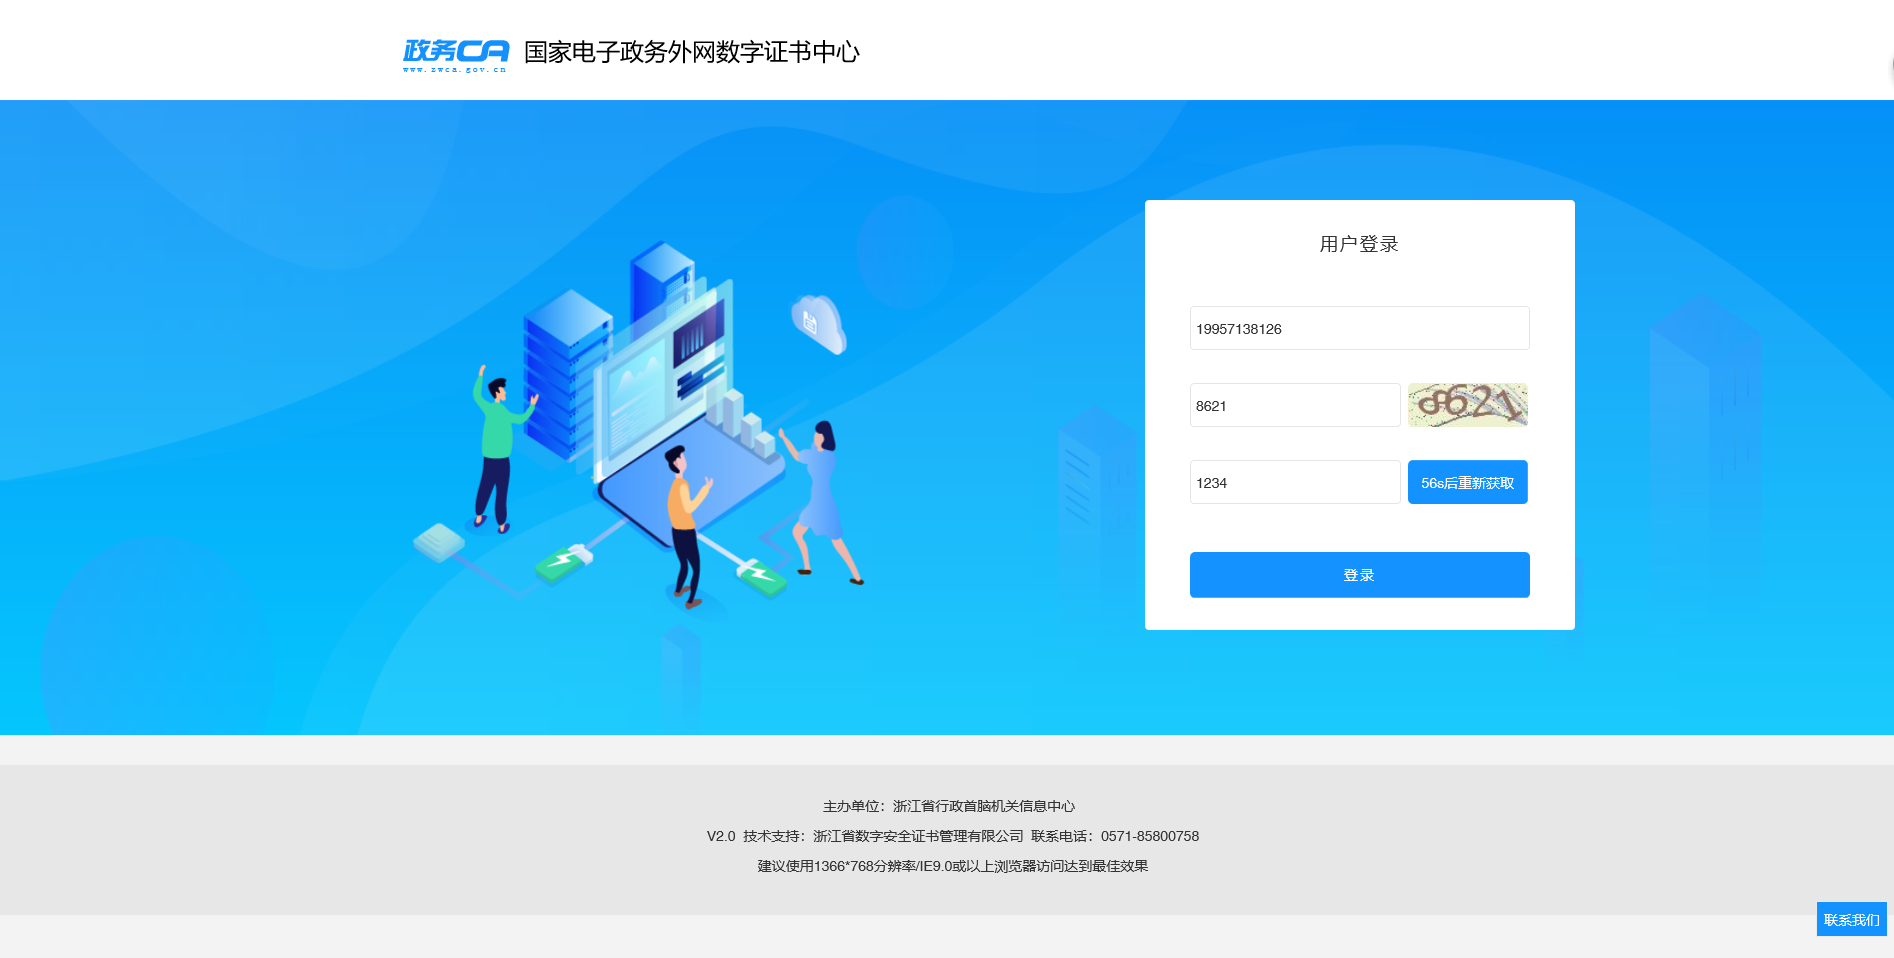 政务CA 国家电子政务外网数字证书中心
www.zwca.gov.cn
用户登录
19957138126
8621 8621
1234 56s后重新获取
登录
主办单位：浙江省行政首脑机关信息中心
V2.0 技术支持：浙江省数字安全证书管理有限公司 联系电话：0571-85800758
建议使用1366*768分辨率/IE9.0或以上浏览器访问达到最佳效果
联系我们